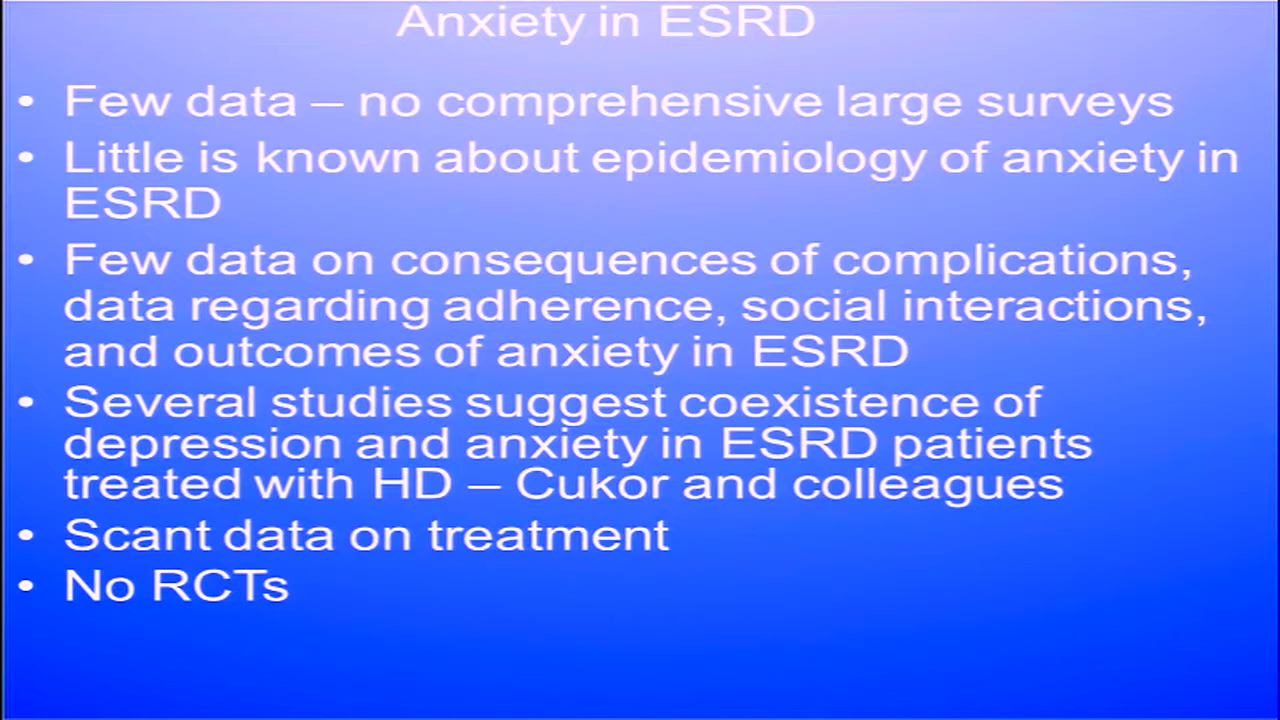 Anxiety in ESRD
• Few data – no comprehensive large surveys
• Little is known about epidemiology of anxiety in
ESRD
• Few data on consequences of complications,
data regarding adherence, social interactions,
and outcomes of anxiety in ESRD
• Several studies suggest coexistence of
depression and anxiety in ESRD patients
treated with HD – Cukor and colleagues
• Scant data on treatment
• No RCTs